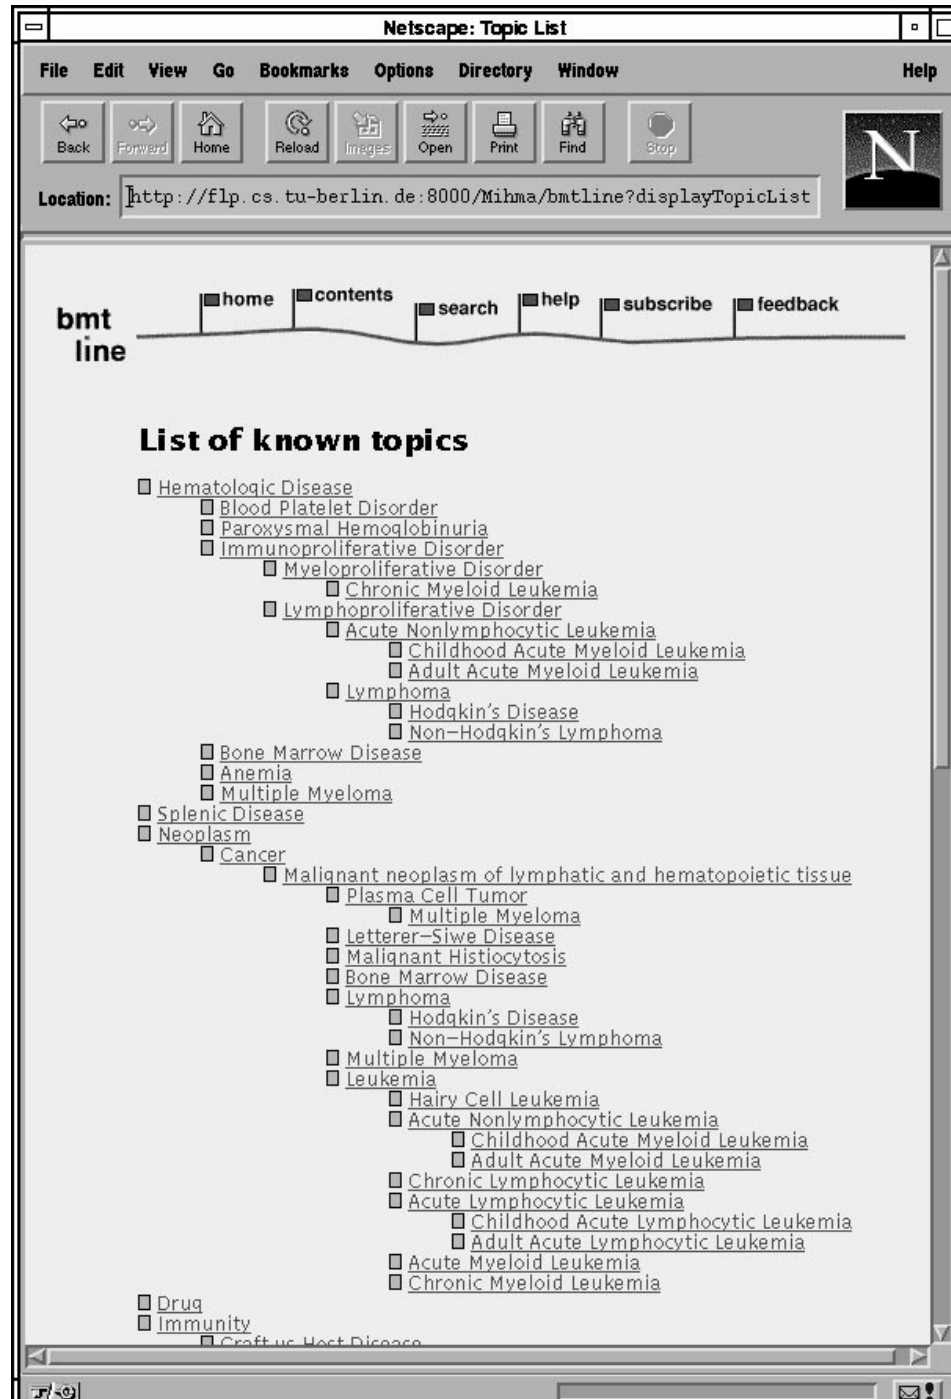 Netscape: Topic List
File Edit View Go Bookmarks Options Directory Window Help
Back Forward Home Reload Images Open Print Find Stop
N
Location: http://flp.cs.tu-berlin.de:8000/Mihma/bmtline?displayTopicList
bmt line
home contents search help subscribe feedback
List of known topics
Hematologic Disease
Blood Platelet Disorder
Paroxysmal Hemoglobinuria
Immunoproliferative Disorder
Myeloproliferative Disorder
Chronic Myeloid Leukemia
Lymphoproliferative Disorder
Acute Nonlymphocytic Leukemia
Childhood Acute Myeloid Leukemia
Adult Acute Myeloid Leukemia
Lymphoma
Hodgkin's Disease
Non-Hodgkin's Lymphoma
Bone Marrow Disease
Anemia
Multiple Myeloma
Splenic Disease
Neoplasm
Cancer
Malignant neoplasm of lymphatic and hematopoietic tissue
Plasma Cell Tumor
Multiple Myeloma
Letterer-Siwe Disease
Malignant Histiocytosis
Bone Marrow Disease
Lymphoma
Hodgkin's Disease
Non-Hodgkin's Lymphoma
Multiple Myeloma
Leukemia
Hairy Cell Leukemia
Acute Nonlymphocytic Leukemia
Childhood Acute Myeloid Leukemia
Adult Acute Myeloid Leukemia
Chronic Lymphocytic Leukemia
Acute Lymphocytic Leukemia
Childhood Acute Lymphocytic Leukemia
Adult Acute Lymphocytic Leukemia
Acute Myeloid Leukemia
Chronic Myeloid Leukemia
Drug
Immunity
Host Disease